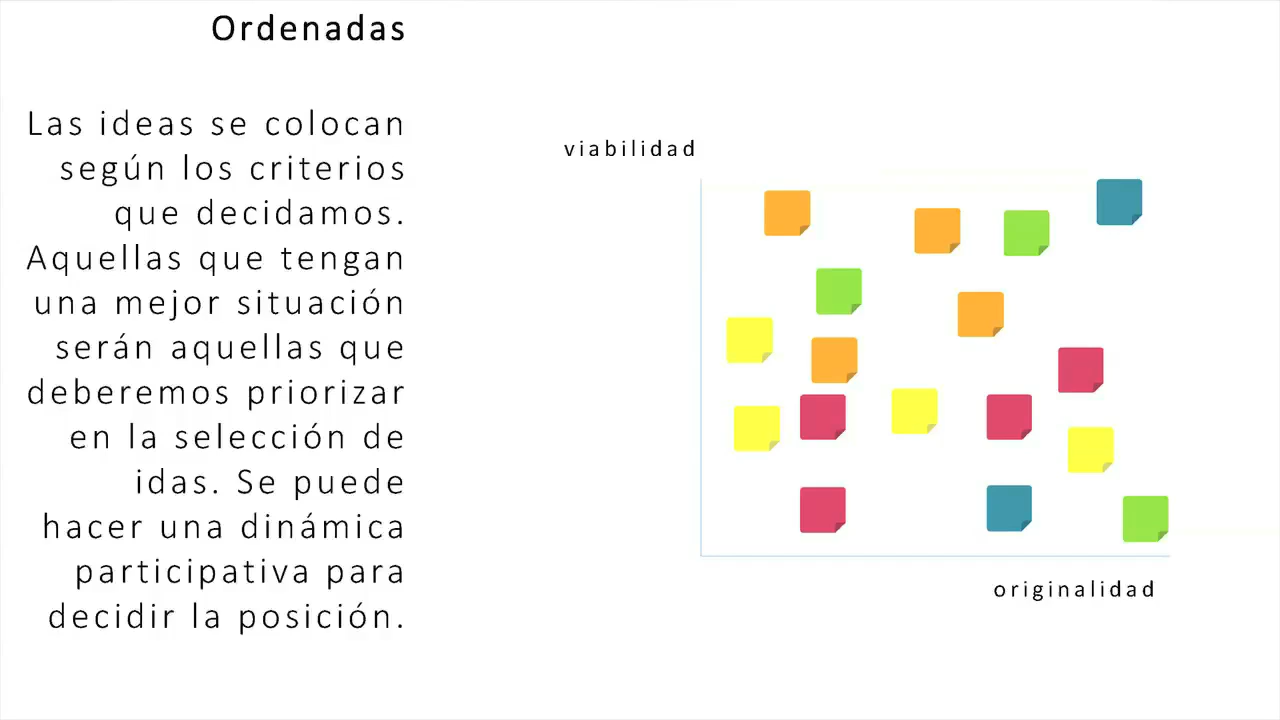 Ordenadas
Las ideas se colocan
según los criterios
que decidamos.
Aquellas que tengan
una mejor situación
serán aquellas que
deberemos priorizar
en la selección de
idas. Se puede
hacer una dinámica
participativa para
decidir la posición.
viabilidad
originalidad